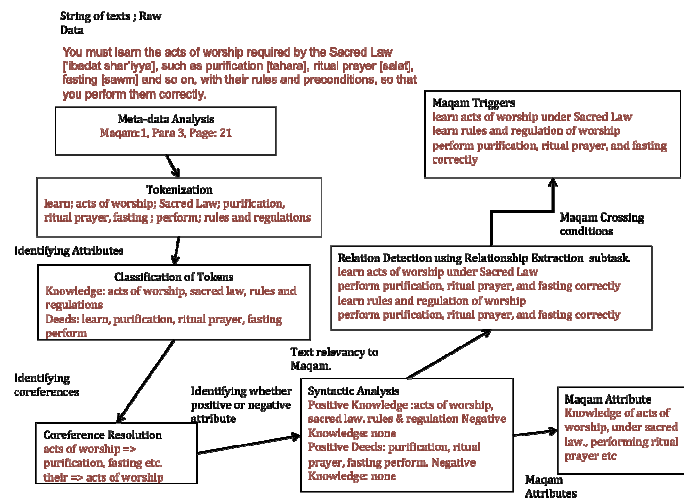 String of texts ; Raw
Data
You must learn the acts of worship required by the Sacred Law
['ibadat shar'iyya], such as purification [tahara], ritual prayer [salat],
fasting [sawm] and so on, with their rules and preconditions, so that
you perform them correctly.
Meta-data Analysis
Maqam:1, Para 3, Page: 21
Tokenization
learn; acts of worship; Sacred Law; purification,
ritual prayer, fasting ; perform; rules and regulations
Identifying Attributes
Classification of Tokens
Knowledge: acts of worship, sacred law, rules and
regulations
Deeds: learn, purification, ritual prayer, fasting
perform
Identifying
coreferences
Coreference Resolution
acts of worship =>
purification, fasting etc.
their => acts of worship
Identifying whether
positive or negative
attribute
Text relevancy to
Maqam.
Syntactic Analysis
Positive Knowledge :acts of worship,
sacred law, rules & regulation Negative
Knowledge: none
Positive Deeds: purification, ritual
prayer, fasting perform. Negative
Knowledge: none
Relation Detection using Relationship Extraction subtask.
learn acts of worship under Sacred Law
perform purification, ritual prayer, and fasting correctly
learn rules and regulation of worship
perform purification, ritual prayer, and fasting correctly
Maqam Crossing
conditions
Maqam Triggers
learn acts of worship under Sacred Law
learn rules and regulation of worship
perform purification, ritual prayer, and fasting
correctly
Maqam Attribute
Knowledge of acts of
worship, under sacred
law., performing ritual
prayer etc
Maqam
Attributes